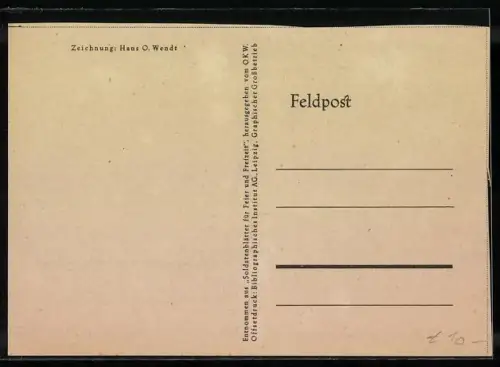 Zeichnung: Hans O. Wendt
Entnommen aus „Soldatenblätter für Feier und Freizeit“, herausgegeben vom OKW.
Offsetdruck: Bibliographisches Institut AG. Leipzig, Graphischer Großbetrieb
Feldpost